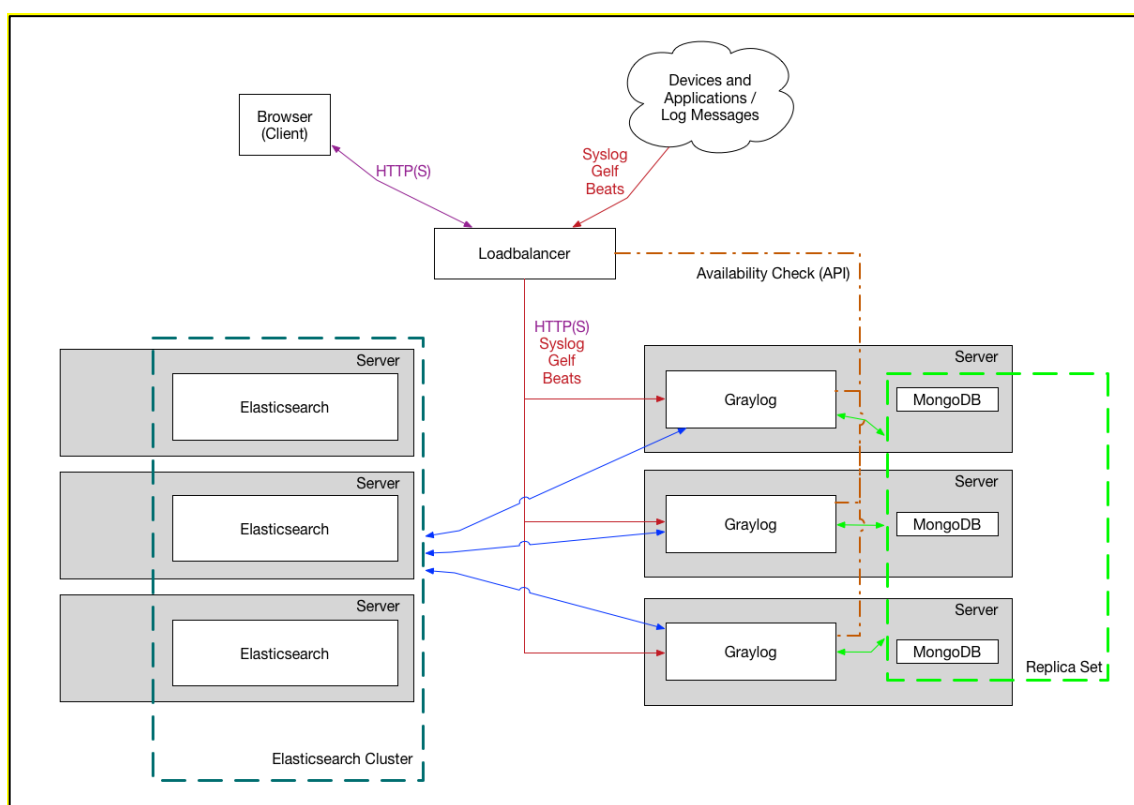 Devices and
Applications /
Log Messages
Browser
(Client)
HTTP(S)
Syslog
Gelf
Beats
Loadbalancer
Availability Check (API)
HTTP(S)
Syslog
Gelf
Beats
Server
Elasticsearch
Server
Elasticsearch
Server
Elasticsearch
Elasticsearch Cluster
Server
Graylog
MongoDB
Server
Graylog
MongoDB
Server
Graylog
MongoDB
Replica Set